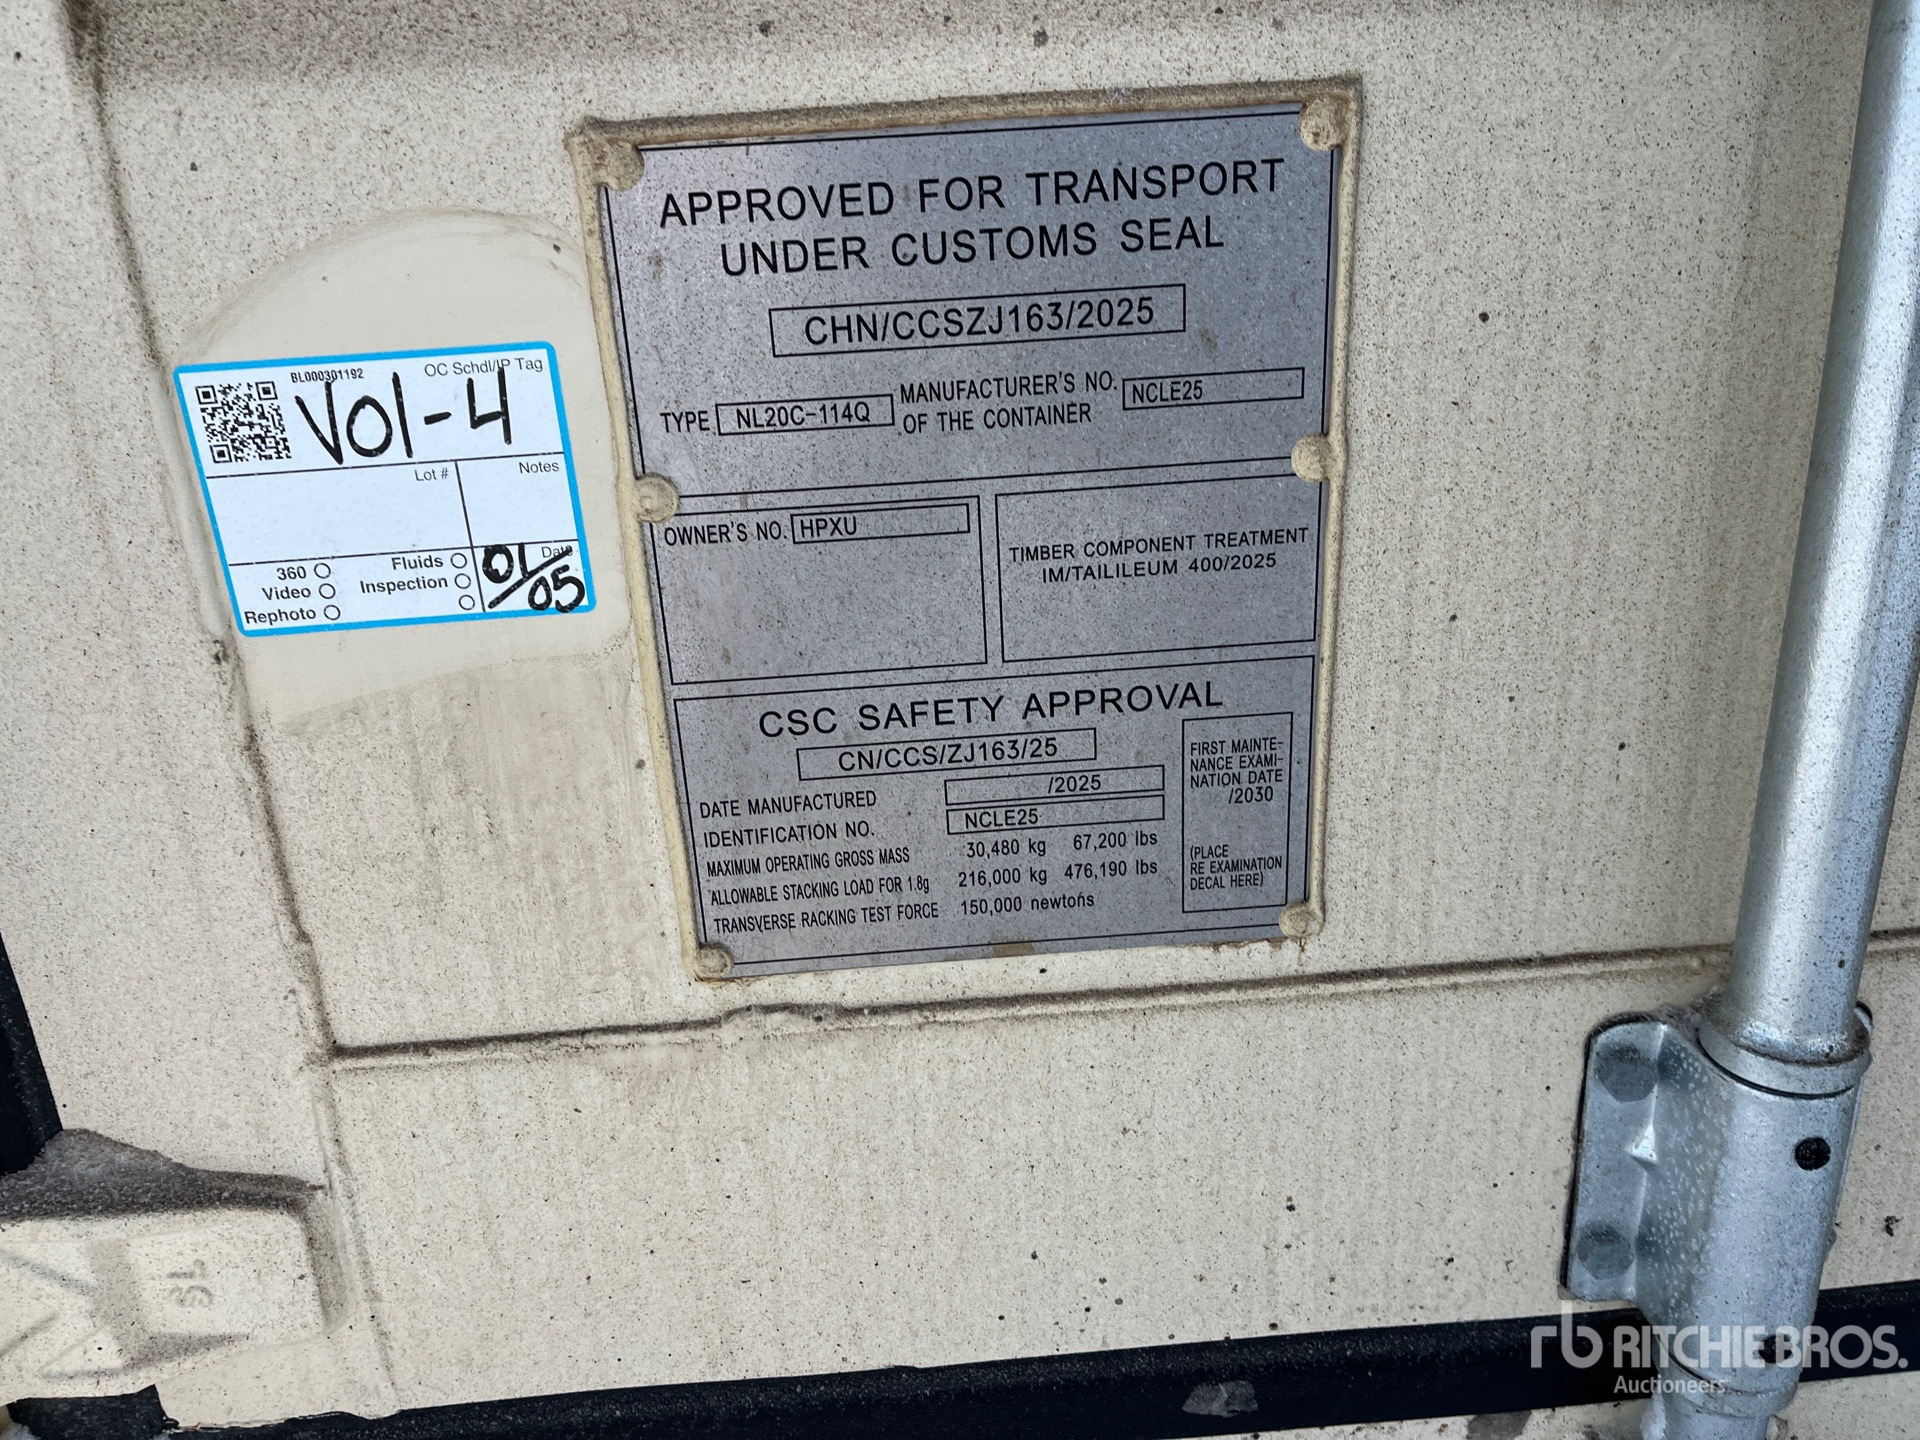 BL000301192
OC Schdl/IP Tag
V01-4
Lot #
Notes
360
Fluids
Video
Inspection
Rephoto
Date
01/05
APPROVED FOR TRANSPORT
UNDER CUSTOMS SEAL
CHN/CCSZJ163/2025
TYPE NL20C-114Q MANUFACTURER'S NO. NCLE25
OF THE CONTAINER
OWNER'S NO. HPXU
TIMBER COMPONENT TREATMENT
IM/TAILILEUM 400/2025
CSC SAFETY APPROVAL
CN/CCS/ZJ163/25
DATE MANUFACTURED /2025
IDENTIFICATION NO. NCLE25
MAXIMUM OPERATING GROSS MASS 30,480 kg 67,200 lbs
ALLOWABLE STACKING LOAD FOR 1.8g 216,000 kg 476,190 lbs
TRANSVERSE RACKING TEST FORCE 150,000 newtons
FIRST MAINTE-
NANCE EXAMI-
NATION DATE
/2030
(PLACE
RE EXAMINATION
DECAL HERE)
rb RITCHIE BROS.
Auctioneers